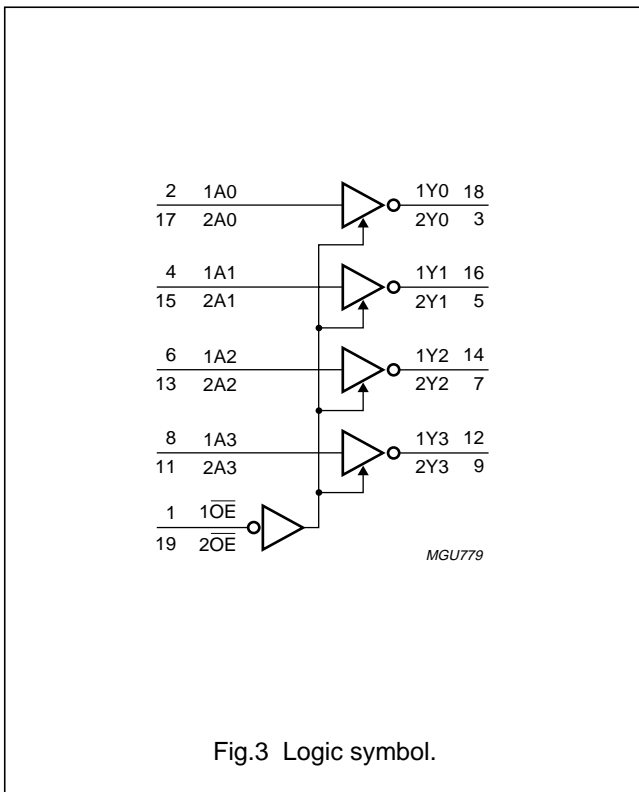 2 1A0 1Y0 18
17 2A0 2Y0 3
4 1A1 1Y1 16
15 2A1 2Y1 5
6 1A2 1Y2 14
13 2A2 2Y2 7
8 1A3 1Y3 12
11 2A3 2Y3 9
1 1O̅E̅
19 2O̅E̅
MGU779
Fig.3 Logic symbol.